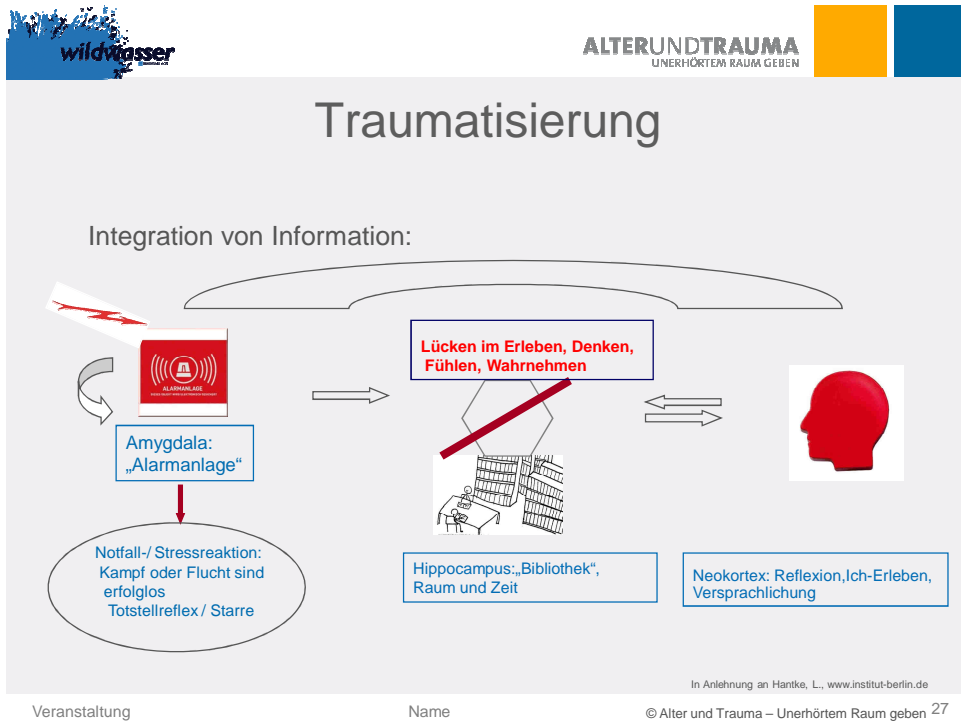 wildwasser
ALTERUNDTRAUMA
UNERHÖRTEM RAUM GEBEN
Traumatisierung
Integration von Information:
ALARMANLAGE
Lücken im Erleben, Denken,
Fühlen, Wahrnehmen
Amygdala:
„Alarmanlage“
Notfall-/ Stressreaktion:
Kampf oder Flucht sind
erfolglos
Totstellreflex / Starre
Hippocampus:„Bibliothek“,
Raum und Zeit
Neokortex: Reflexion,Ich-Erleben,
Versprachlichung
In Anlehnung an Hantke, L., www.institut-berlin.de
Veranstaltung
Name
© Alter und Trauma – Unerhörtem Raum geben 27